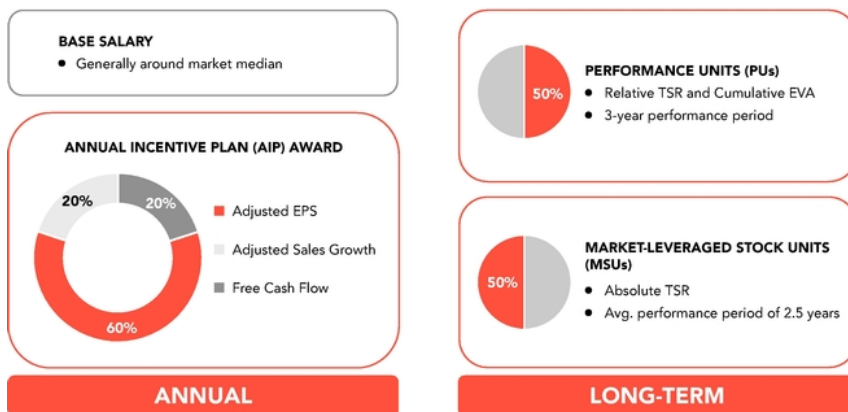 BASE SALARY
● Generally around market median
ANNUAL INCENTIVE PLAN (AIP) AWARD
20%
20%
60%
Adjusted EPS
Adjusted Sales Growth
Free Cash Flow
ANNUAL
50%
PERFORMANCE UNITS (PUs)
● Relative TSR and Cumulative EVA
● 3-year performance period
50%
MARKET-LEVERAGED STOCK UNITS
(MSUs)
● Absolute TSR
● Avg. performance period of 2.5 years
LONG-TERM